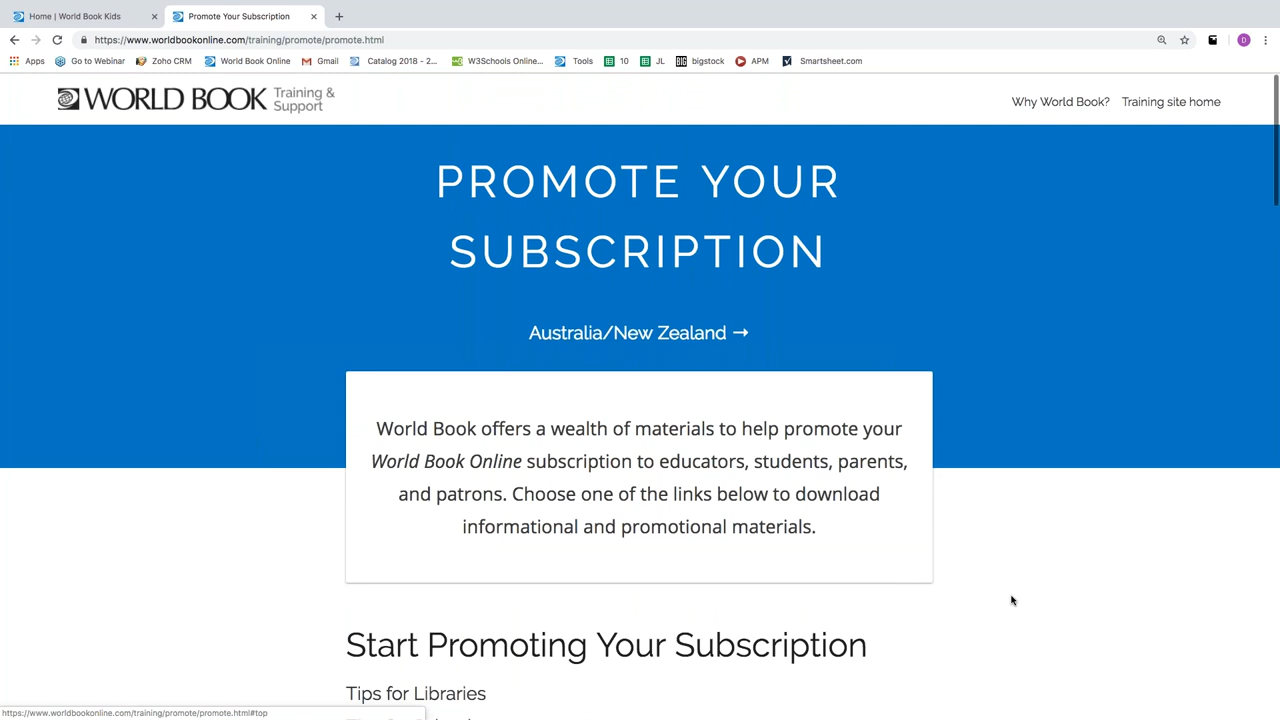 Home | World Book Kids
Promote Your Subscription
https://www.worldbookonline.com/training/promote/promote.html
Apps Go to Webinar Zoho CRM World Book Online Gmail Catalog 2018 - 2... W3Schools Online... Tools 10 JL BIG bigstock APM Smartsheet.com
WORLD BOOK Training & Support
Why World Book? Training site home
PROMOTE YOUR
SUBSCRIPTION
Australia/New Zealand →
World Book offers a wealth of materials to help promote your
World Book Online subscription to educators, students, parents,
and patrons. Choose one of the links below to download
informational and promotional materials.
Start Promoting Your Subscription
Tips for Libraries
https://www.worldbookonline.com/training/promote/promote.html#top